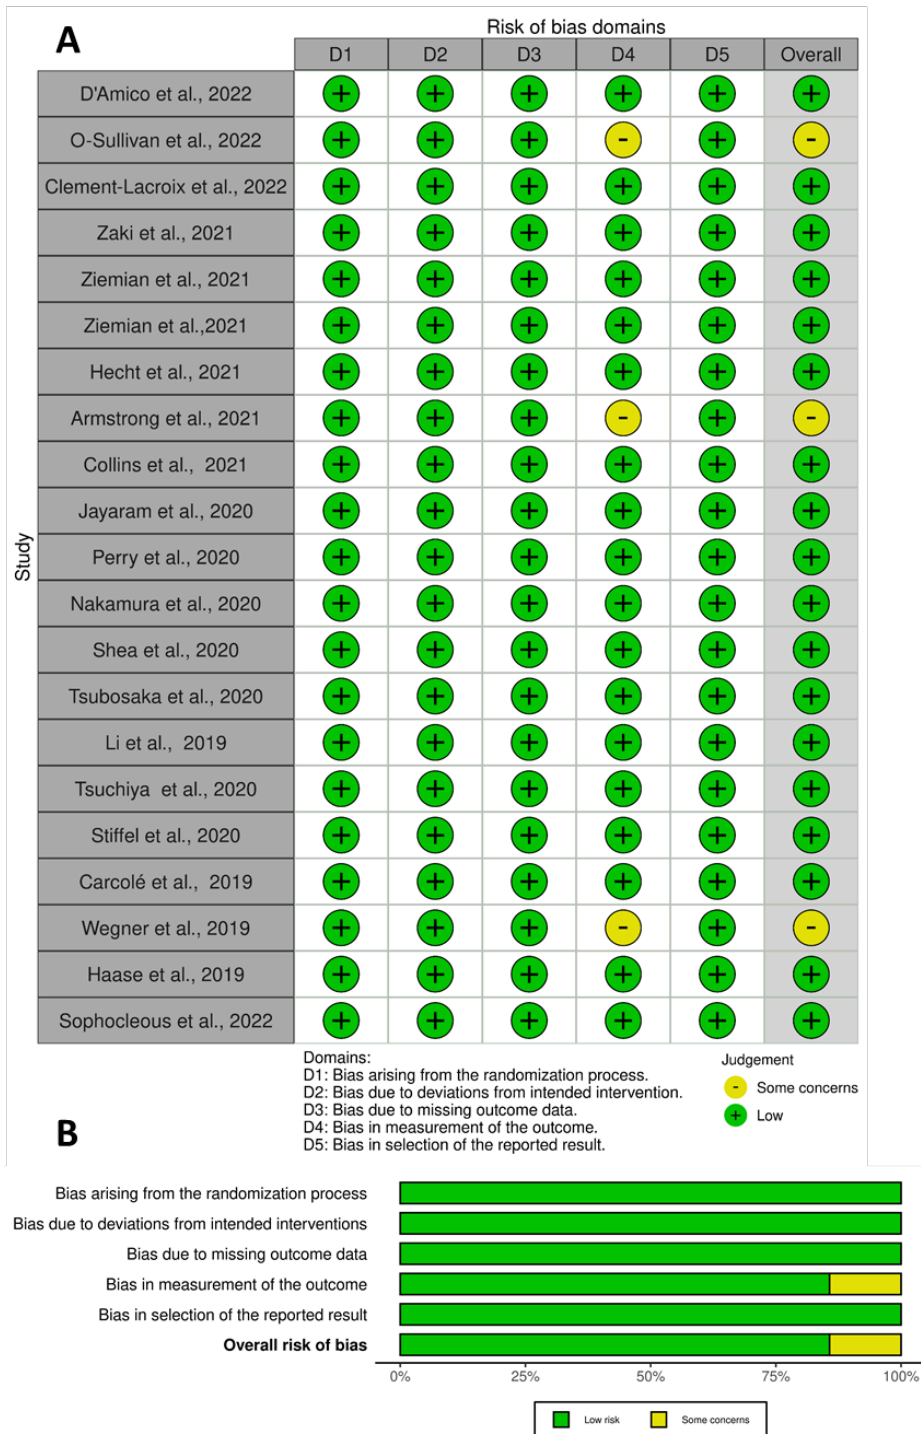 A
Risk of bias domains
D1 D2 D3 D4 D5 Overall
Study
D'Amico et al., 2022 + + + + + +
O-Sullivan et al., 2022 + + + - + -
Clement-Lacroix et al., 2022 + + + + + +
Zaki et al., 2021 + + + + + +
Ziemian et al., 2021 + + + + + +
Ziemian et al.,2021 + + + + + +
Hecht et al., 2021 + + + + + +
Armstrong et al., 2021 + + + - + -
Collins et al., 2021 + + + + + +
Jayaram et al., 2020 + + + + + +
Perry et al., 2020 + + + + + +
Nakamura et al., 2020 + + + + + +
Shea et al., 2020 + + + + + +
Tsubosaka et al., 2020 + + + + + +
Li et al., 2019 + + + + + +
Tsuchiya et al., 2020 + + + + + +
Stiffel et al., 2020 + + + + + +
Carcolé et al., 2019 + + + + + +
Wegner et al., 2019 + + + - + -
Haase et al., 2019 + + + + + +
Sophocleous et al., 2022 + + + + + +
Domains:
D1: Bias arising from the randomization process.
D2: Bias due to deviations from intended intervention.
D3: Bias due to missing outcome data.
D4: Bias in measurement of the outcome.
D5: Bias in selection of the reported result.
Judgement
- Some concerns
+ Low
B
Bias arising from the randomization process
Bias due to deviations from intended interventions
Bias due to missing outcome data
Bias in measurement of the outcome
Bias in selection of the reported result
Overall risk of bias
0% 25% 50% 75% 100%
Low risk Some concerns